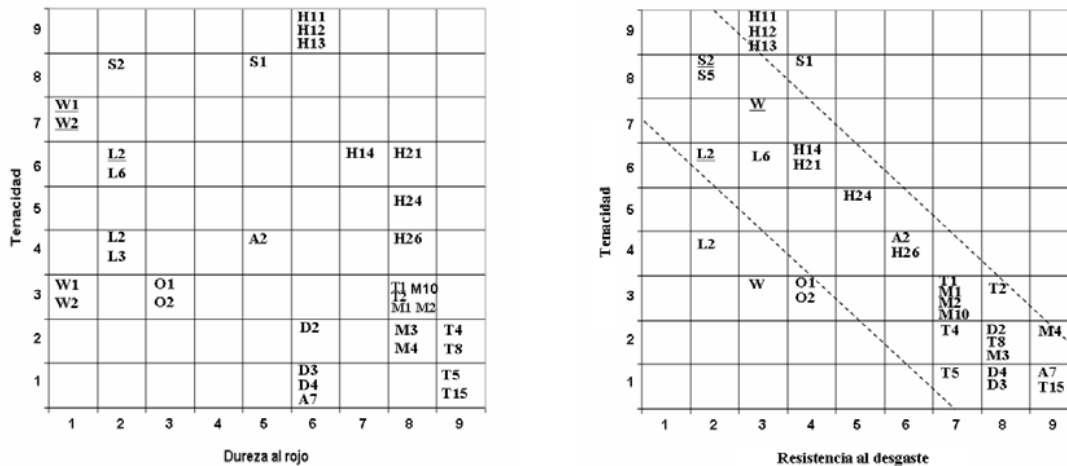 Tenacidad
9
H11
H12
H13
8
S2
S1
7
W1
W2
6
L2
L6
H14
H21
5
H24
4
L2
L3
A2
H26
3
W1
W2
O1
O2
T1 M10
T2
M1 M2
2
D2
M3
M4
T4
T8
1
D3
D4
A7
T5
T15
1 2 3 4 5 6 7 8 9
Dureza al rojo
Tenacidad
9
H11
H12
H13
8
S2
S5
S1
7
W
6
L2
L6
H14
H21
5
H24
4
L2
A2
H26
3
W
O1
O2
T1
M1
M2
M10
T2
2
T4
D2
T8
M3
M4
1
T5
D4
D3
A7
T15
1 2 3 4 5 6 7 8 9
Resistencia al desgaste